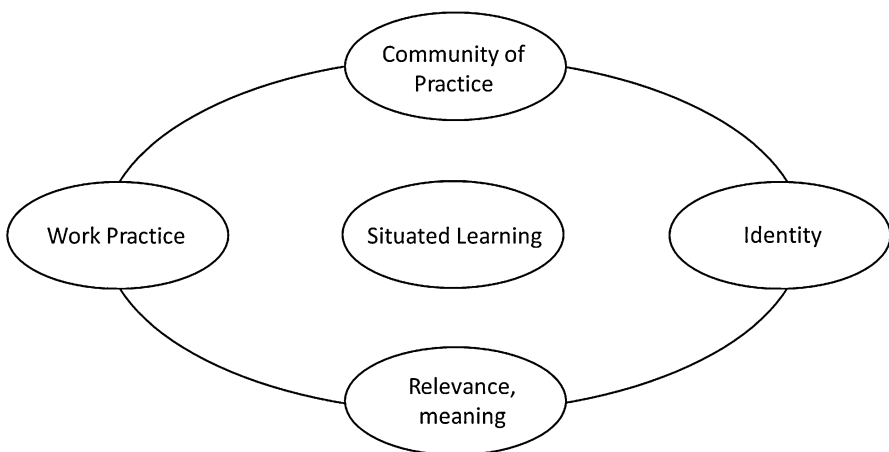 Community of
Practice
Work Practice
Situated Learning
Identity
Relevance,
meaning